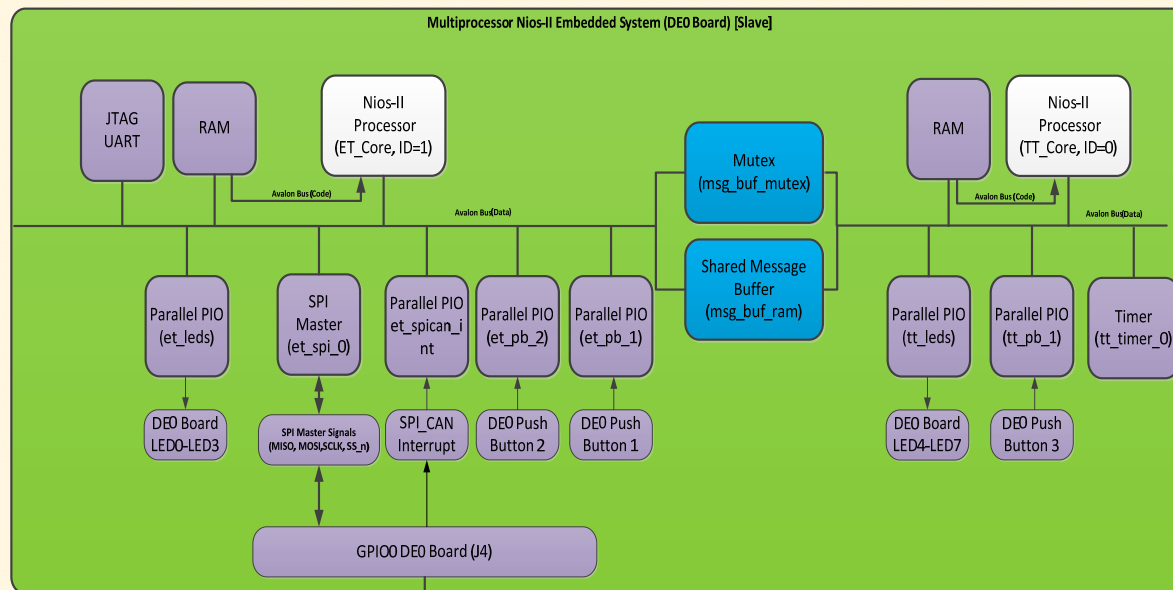 Multiprocessor Nios-II Embedded System (DE0 Board) [Slave]
JTAG
UART
RAM
Nios-II
Processor
(ET_Core, ID=1)
Avalon Bus(Code)
Avalon Bus(Data)
Mutex
(msg_buf_mutex)
Shared Message
Buffer
(msg_buf_ram)
RAM
Nios-II
Processor
(TT_Core, ID=0)
Avalon Bus(Code)
Avalon Bus(Data)
Parallel PIO
(et_leds)
SPI
Master
(et_spi_0)
Parallel PIO
et_spican_i
nt
Parallel PIO
(et_pb_2)
Parallel PIO
(et_pb_1)
Parallel PIO
(tt_leds)
Parallel PIO
(tt_pb_1)
Timer
(tt_timer_0)
DE0 Board
LED0-LED3
SPI Master Signals
(MISO, MOSI,SCLK, SS_n)
SPI_CAN
Interrupt
DE0 Push
Button 2
DE0 Push
Button 1
DE0 Board
LED4-LED7
DE0 Push
Button 3
GPIO0 DE0 Board (J4)